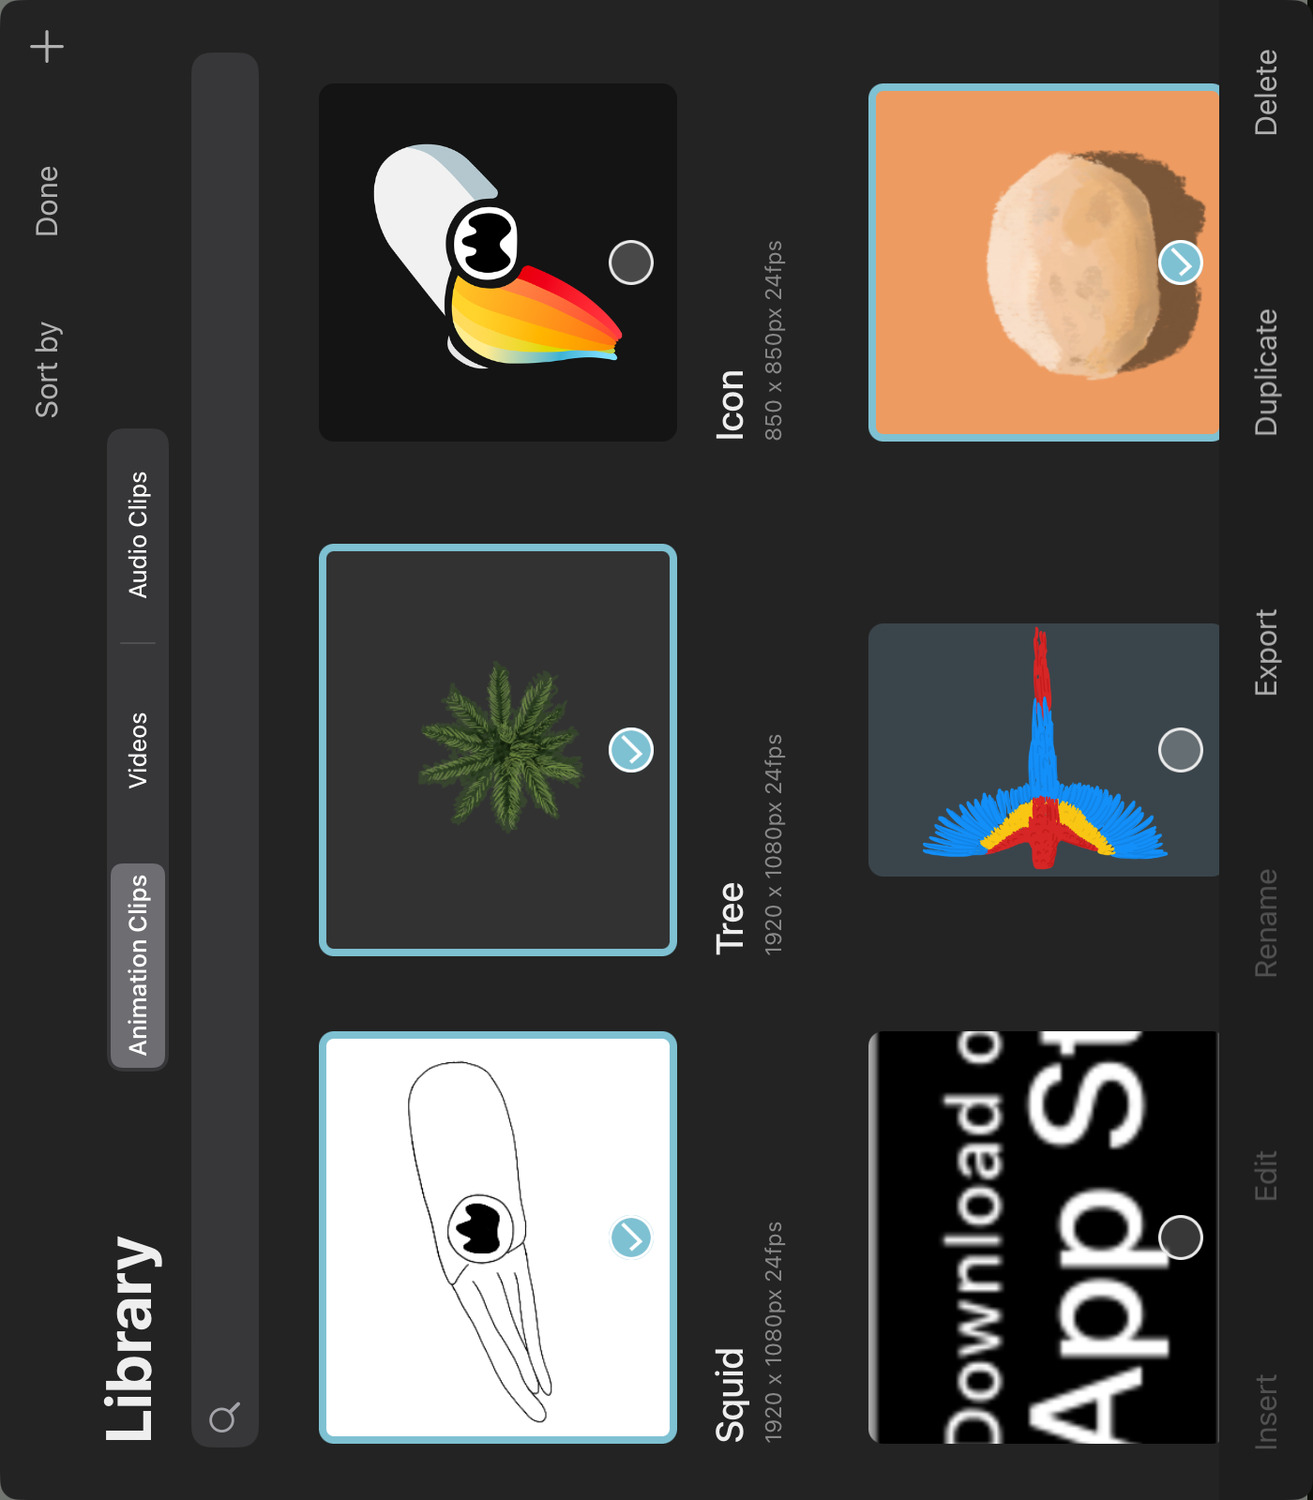 Sort by Done
Library
Animation Clips Videos Audio Clips
Squid Tree Icon
1920 x 1080px 24fps 1920 x 1080px 24fps 850 x 850px 24fps
Download
App St
Insert Edit Rename Export Duplicate Delete